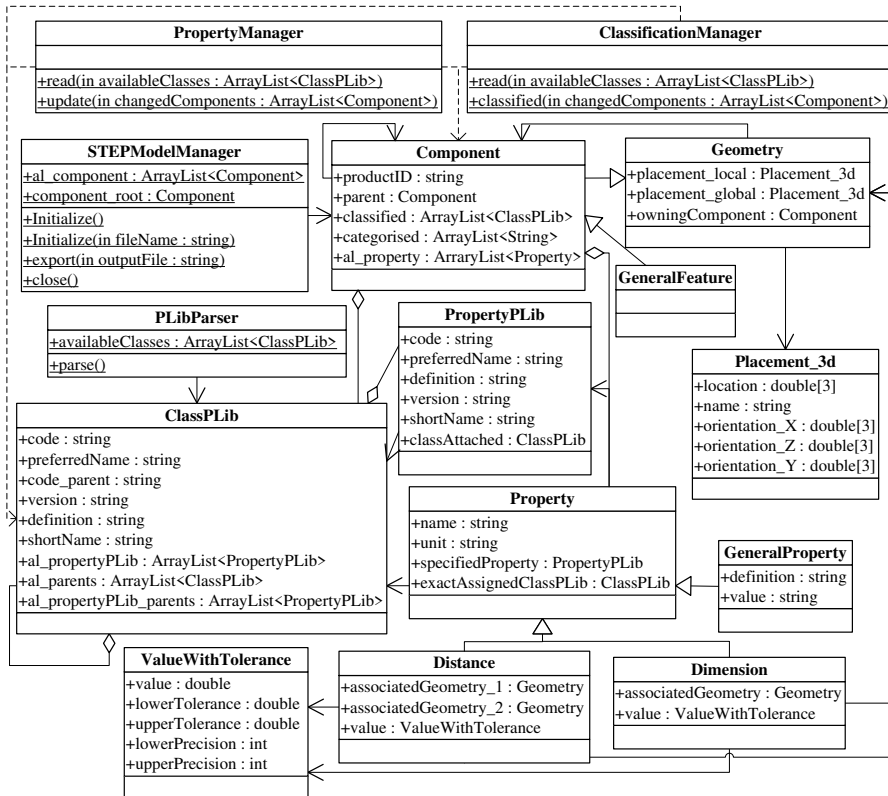 PropertyManager
+read(in availableClasses : ArrayList<ClassPLib>)
+update(in changedComponents : ArrayList<Component>)
ClassificationManager
+read(in availableClasses : ArrayList<ClassPLib>)
+classified(in changedComponents : ArrayList<Component>)
STEPModelManager
+al_component : ArrayList<Component>
+component_root : Component
+Initialize()
+Initialize(in fileName : string)
+export(in outputFile : string)
+close()
Component
+productID : string
+parent : Component
+classified : ArrayList<ClassPLib>
+categorised : ArrayList<String>
+al_property : ArraryList<Property>
Geometry
+placement_local : Placement_3d
+placement_global : Placement_3d
+owningComponent : Component
GeneralFeature
PLibParser
+availableClasses : ArrayList<ClassPLib>
+parse()
PropertyPLib
+code : string
+preferredName : string
+definition : string
+version : string
+shortName : string
+classAttached : ClassPLib
Placement_3d
+location : double[3]
+name : string
+orientation_X : double[3]
+orientation_Z : double[3]
+orientation_Y : double[3]
ClassPLib
+code : string
+preferredName : string
+code_parent : string
+version : string
+definition : string
+shortName : string
+al_propertyPLib : ArrayList<PropertyPLib>
+al_parents : ArrayList<ClassPLib>
+al_propertyPLib_parents : ArrayList<PropertyPLib>
Property
+name : string
+unit : string
+specifiedProperty : PropertyPLib
+exactAssignedClassPLib : ClassPLib
GeneralProperty
+definition : string
+value : string
ValueWithTolerance
+value : double
+lowerTolerance : double
+upperTolerance : double
+lowerPrecision : int
+upperPrecision : int
Distance
+associatedGeometry_1 : Geometry
+associatedGeometry_2 : Geometry
+value : ValueWithTolerance
Dimension
+associatedGeometry : Geometry
+value : ValueWithTolerance